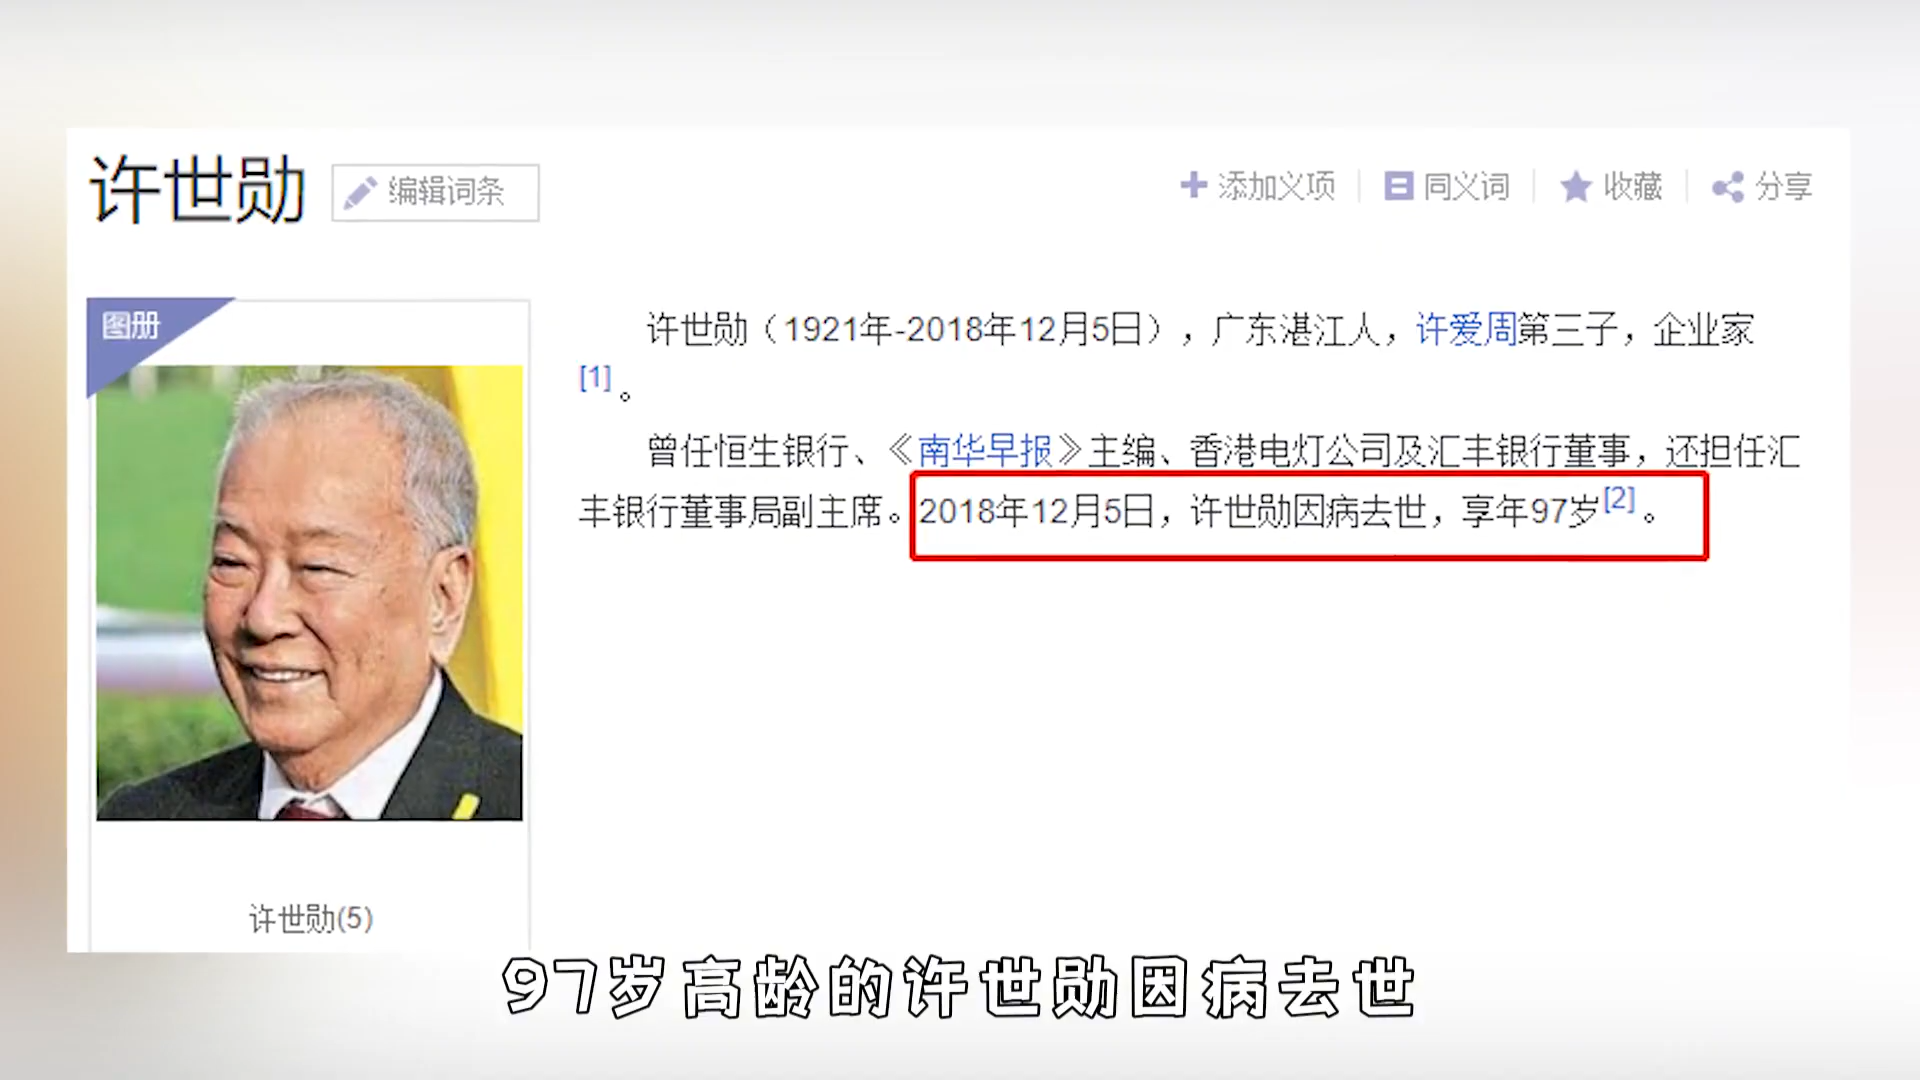 许世勋
编辑词条
添加义项
同义词
收藏
分享
图册
许世勋（1921年-2018年12月5日），广东湛江人，许爱周第三子，企业家
[1]。
曾任恒生银行、《南华早报》主编、香港电灯公司及汇丰银行董事，还担任汇
丰银行董事局副主席。2018年12月5日，许世勋因病去世，享年97岁[2]。
许世勋(5)
97岁高龄的许世勋因病去世